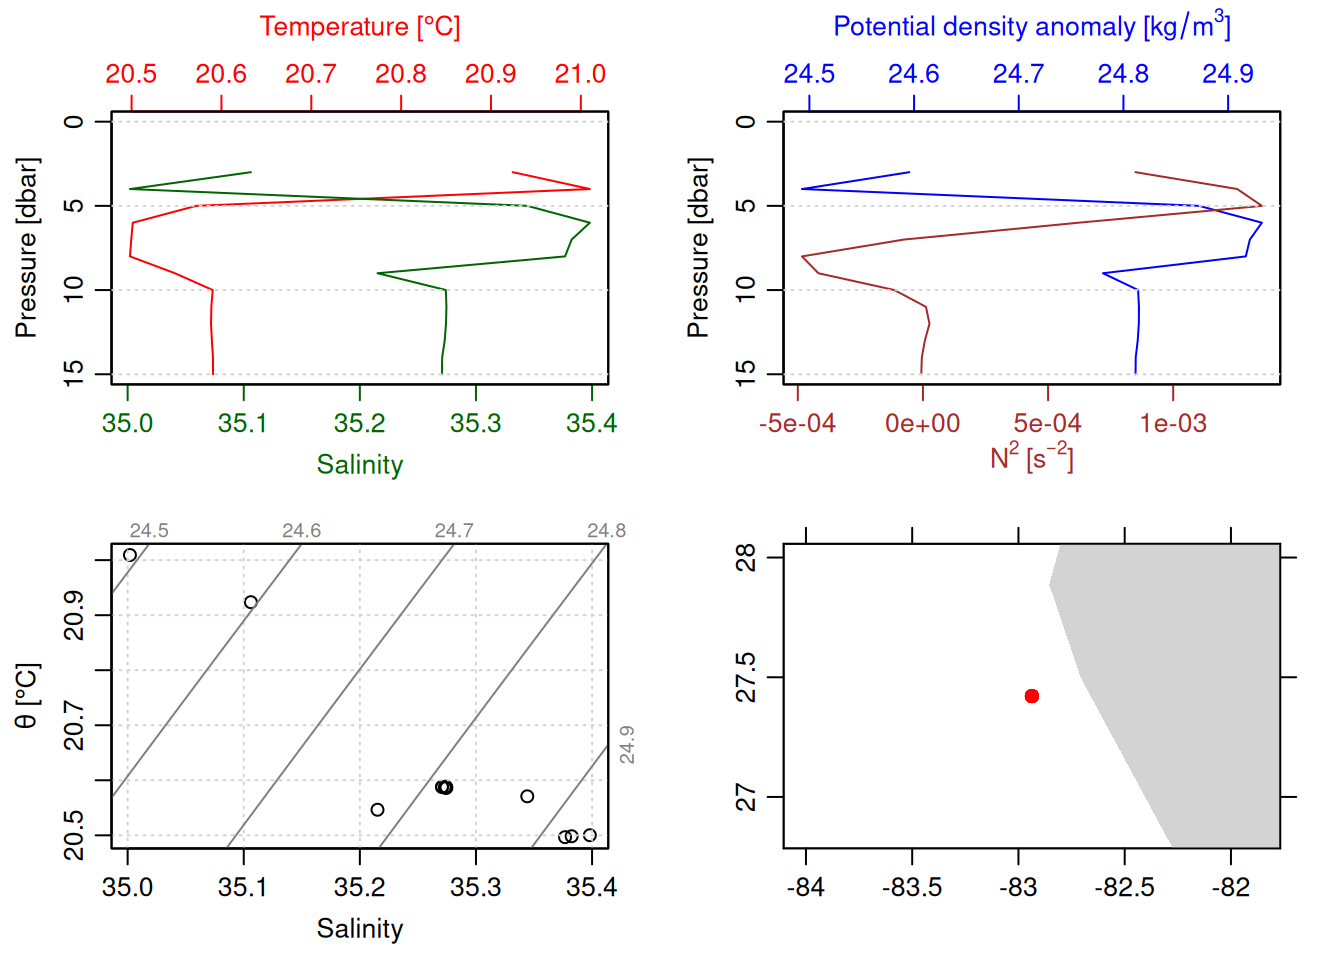 Temperature [°C]
20.5 20.6 20.7 20.8 20.9 21.0
Pressure [dbar]
0
5
10
15
35.0 35.1 35.2 35.3 35.4
Salinity
Potential density anomaly [kg/m³]
24.5 24.6 24.7 24.8 24.9
Pressure [dbar]
0
5
10
15
-5e-04 0e+00 5e-04 1e-03
N² [s⁻²]
24.5 24.6 24.7 24.8
24.9
θ [°C]
20.9
20.7
20.5
35.0 35.1 35.2 35.3 35.4
Salinity
28
27.5
27
-84 -83.5 -83 -82.5 -82